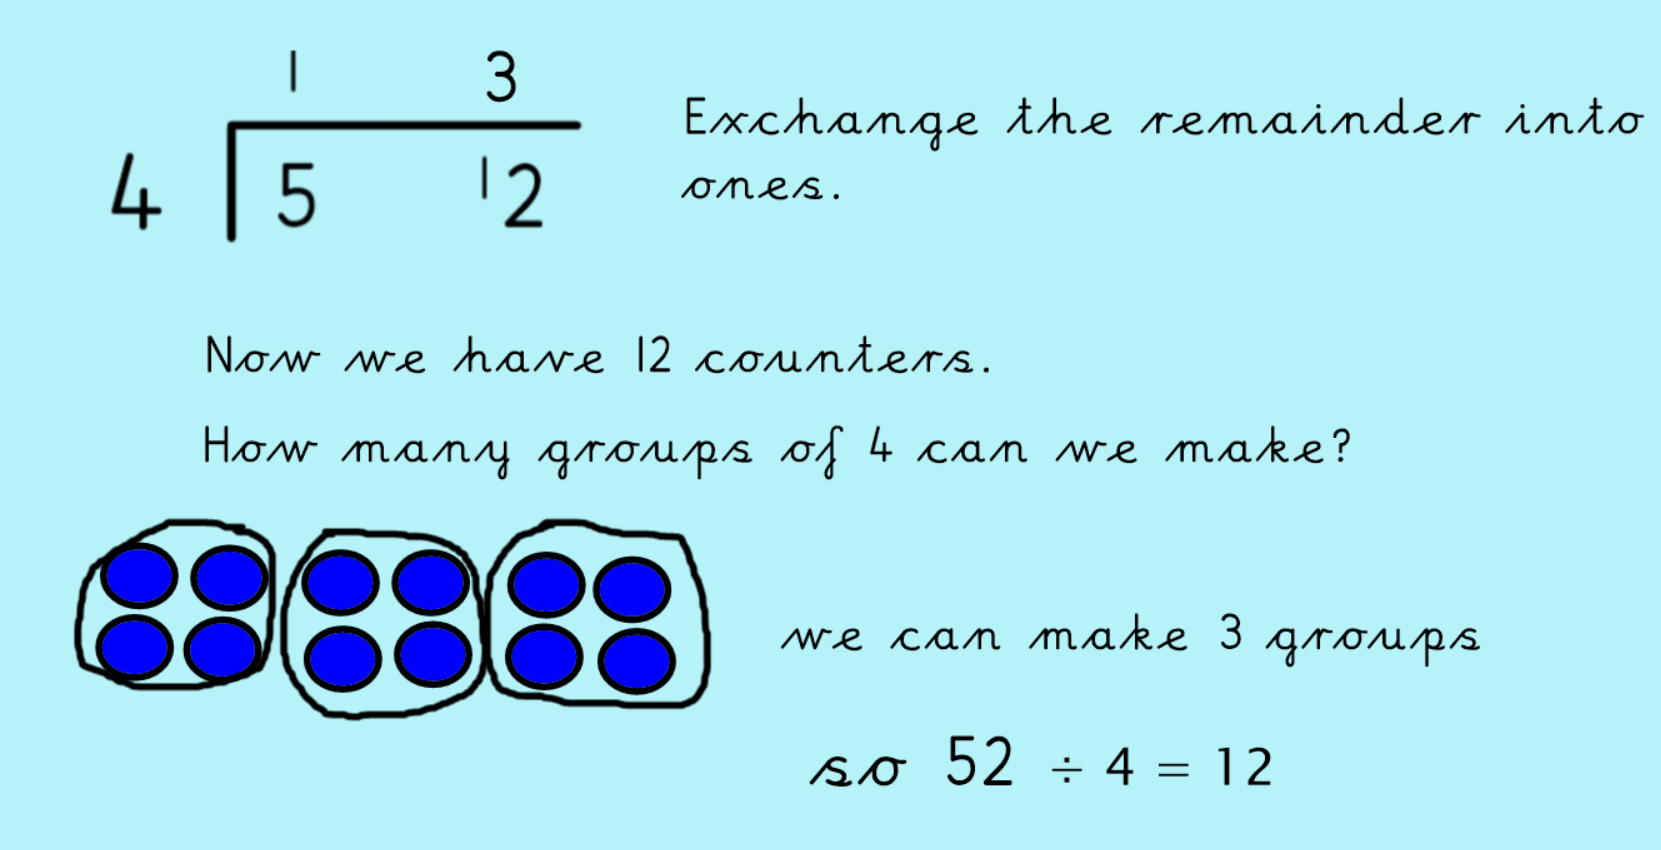 1 3
Exchange the remainder into
4 5 12
ones.
Now we have 12 counters.
How many groups of 4 can we make?
we can make 3 groups
so 52 ÷ 4 = 12